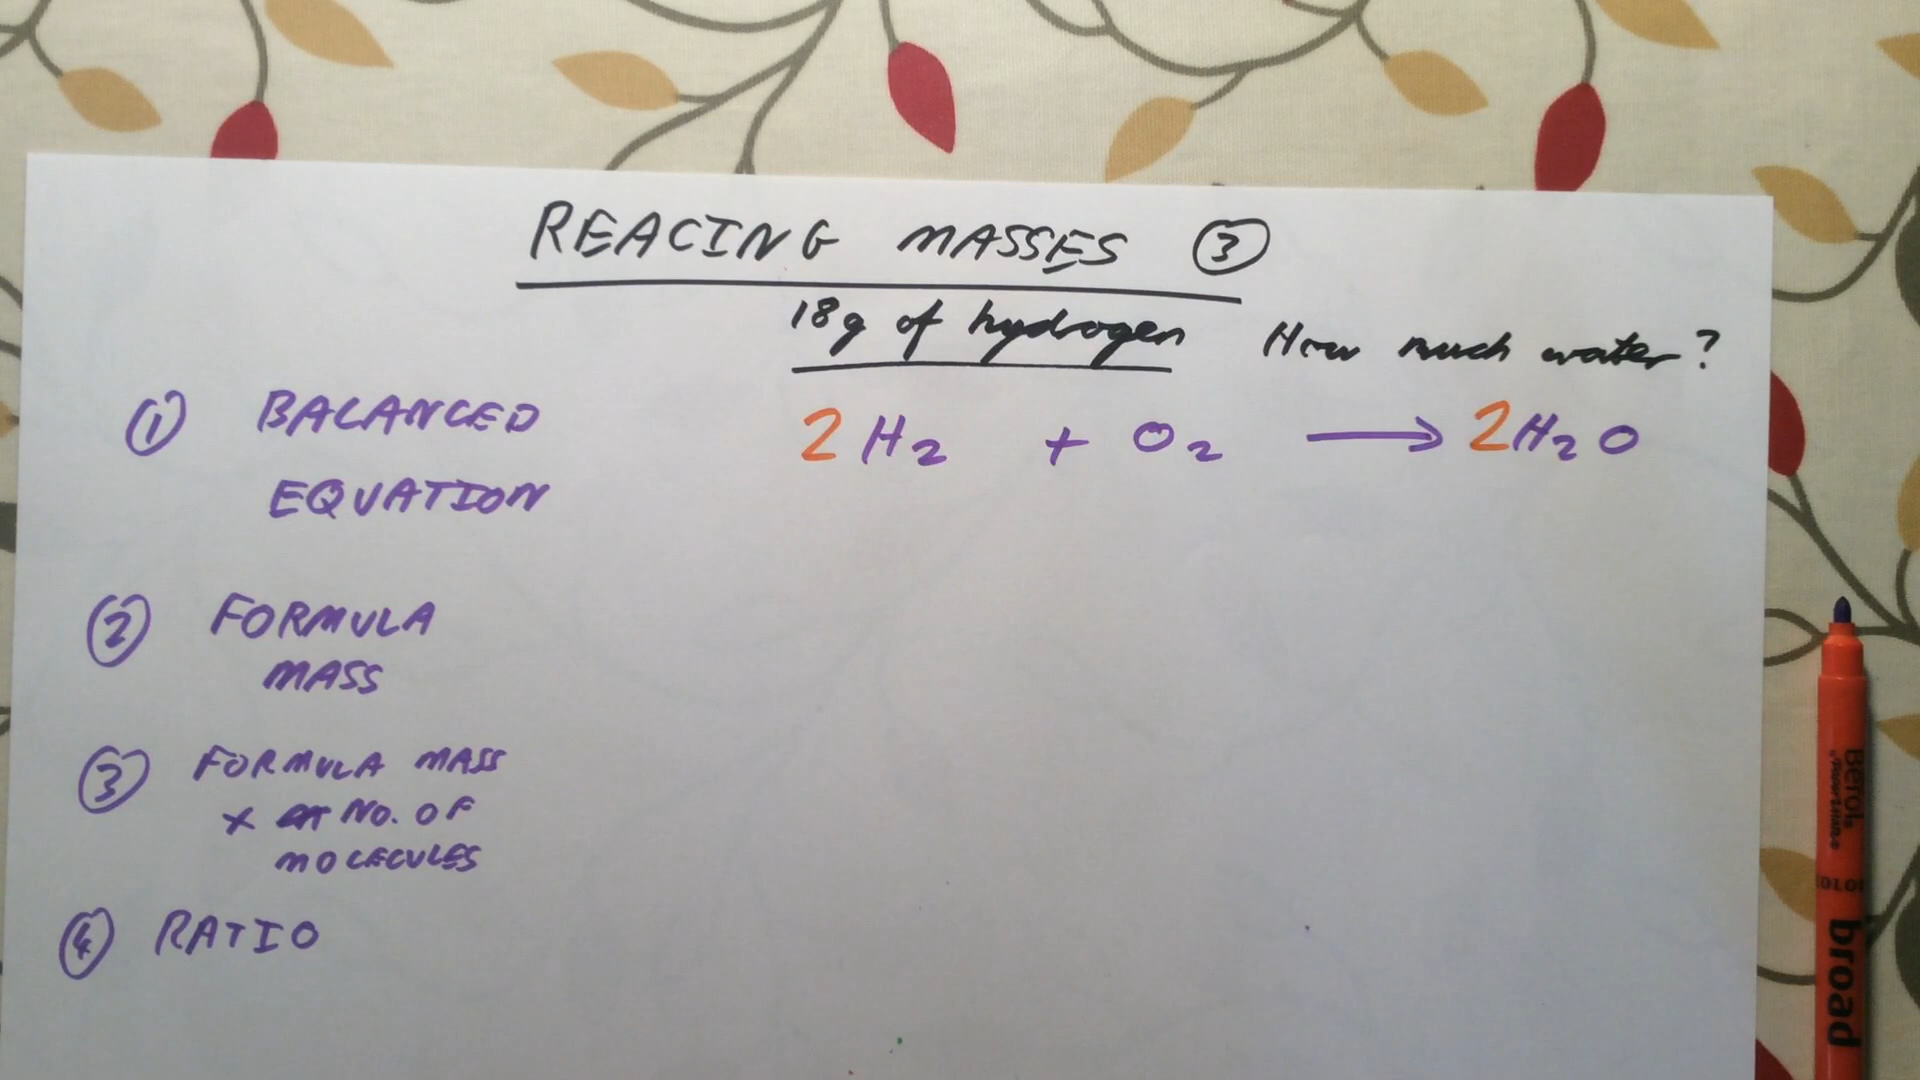 REACING MASSES ③
18g of hydrogen How much water?
① BALANCED
EQUATION
2H₂ + O₂ → 2H₂O
② FORMULA
MASS
③ FORMULA MASS
× NO. OF
MOLECULES
④ RATIO
Berol
broad